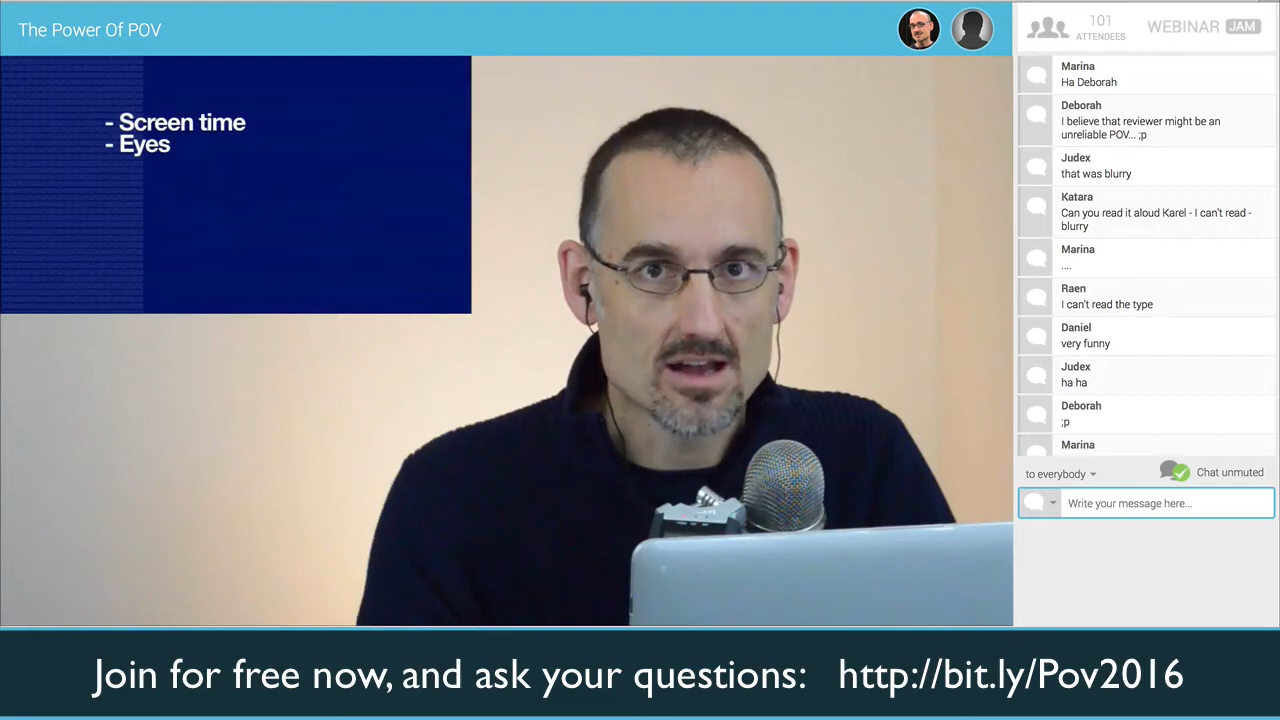 The Power Of POV
- Screen time
- Eyes
101
ATTENDEES
WEBINAR JAM
Marina
Ha Deborah
Deborah
I believe that reviewer might be an
unreliable POV... ;p
Judex
that was blurry
Katara
Can you read it aloud Karel - I can't read -
blurry
Marina
....
Raen
I can't read the type
Daniel
very funny
Judex
ha ha
Deborah
;p
Marina
to everybody
Chat unmuted
Write your message here...
Join for free now, and ask your questions: http://bit.ly/Pov2016